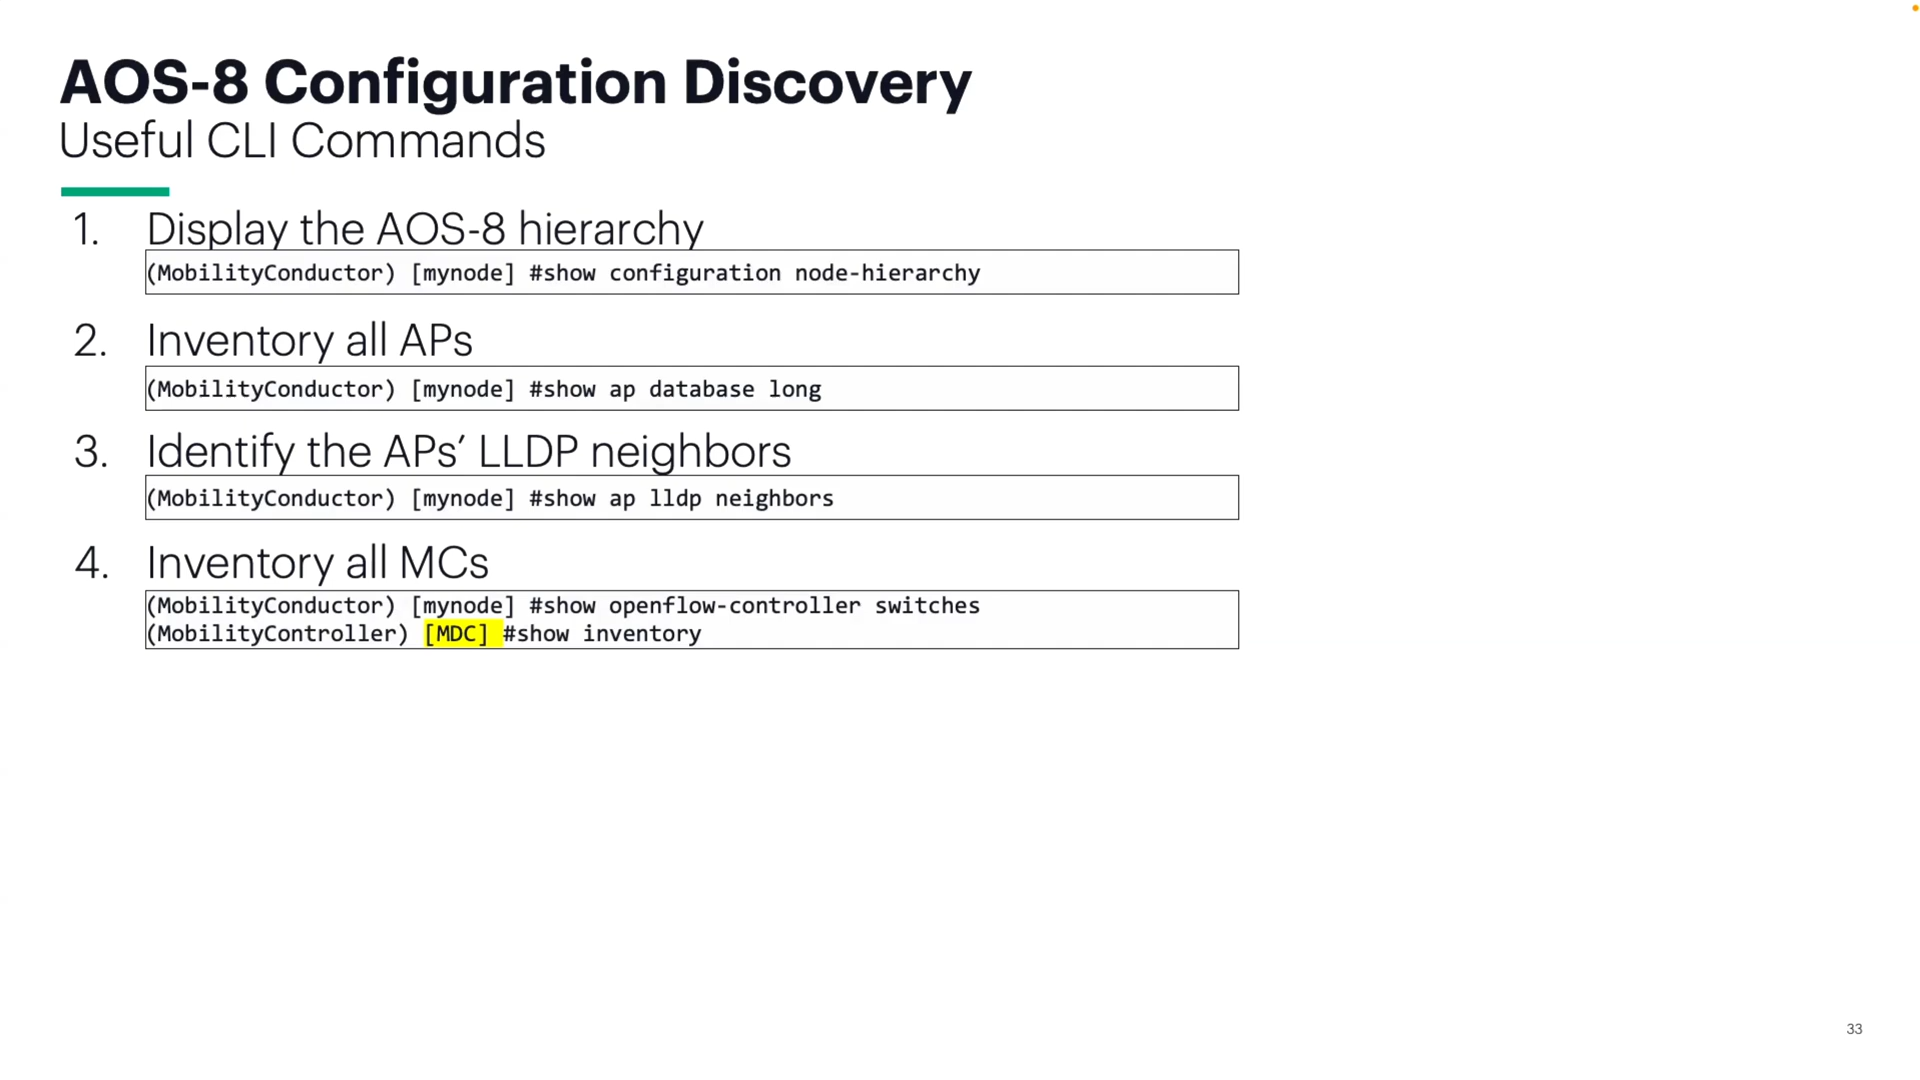 AOS-8 Configuration Discovery
Useful CLI Commands
1. Display the AOS-8 hierarchy
(MobilityConductor) [mynode] #show configuration node-hierarchy
2. Inventory all APs
(MobilityConductor) [mynode] #show ap database long
3. Identify the APs’ LLDP neighbors
(MobilityConductor) [mynode] #show ap lldp neighbors
4. Inventory all MCs
(MobilityConductor) [mynode] #show openflow-controller switches
(MobilityController) [MDC] #show inventory
33